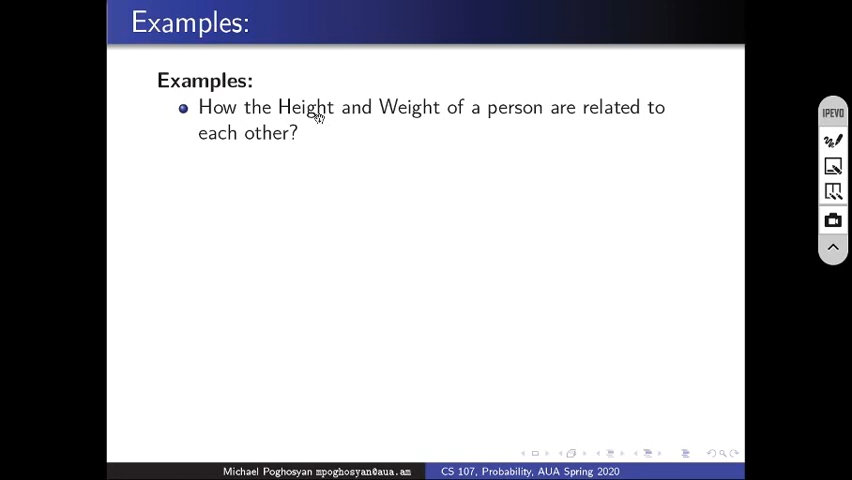 Examples:
Examples:
How the Height and Weight of a person are related to
each other?
IPEVO
Michael Poghosyan mpoghosyan@aua.am CS 107, Probability, AUA Spring 2020